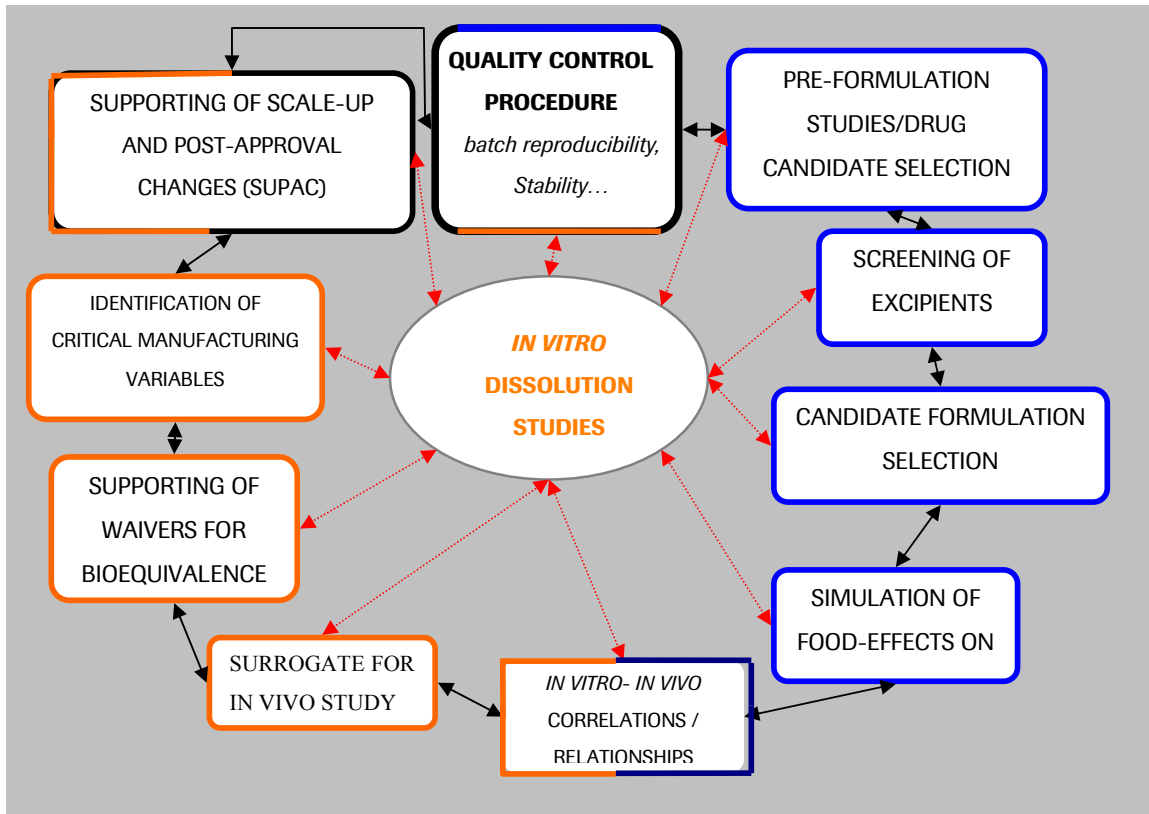 QUALITY CONTROL
PROCEDURE
batch reproducibility,
Stability…
PRE-FORMULATION
STUDIES/DRUG
CANDIDATE SELECTION
SCREENING OF
EXCIPIENTS
CANDIDATE FORMULATION
SELECTION
SIMULATION OF
FOOD-EFFECTS ON
IN VITRO- IN VIVO
CORRELATIONS /
RELATIONSHIPS
SURROGATE FOR
IN VIVO STUDY
SUPPORTING OF
WAIVERS FOR
BIOEQUIVALENCE
IDENTIFICATION OF
CRITICAL MANUFACTURING
VARIABLES
SUPPORTING OF SCALE-UP
AND POST-APPROVAL
CHANGES (SUPAC)
IN VITRO
DISSOLUTION
STUDIES